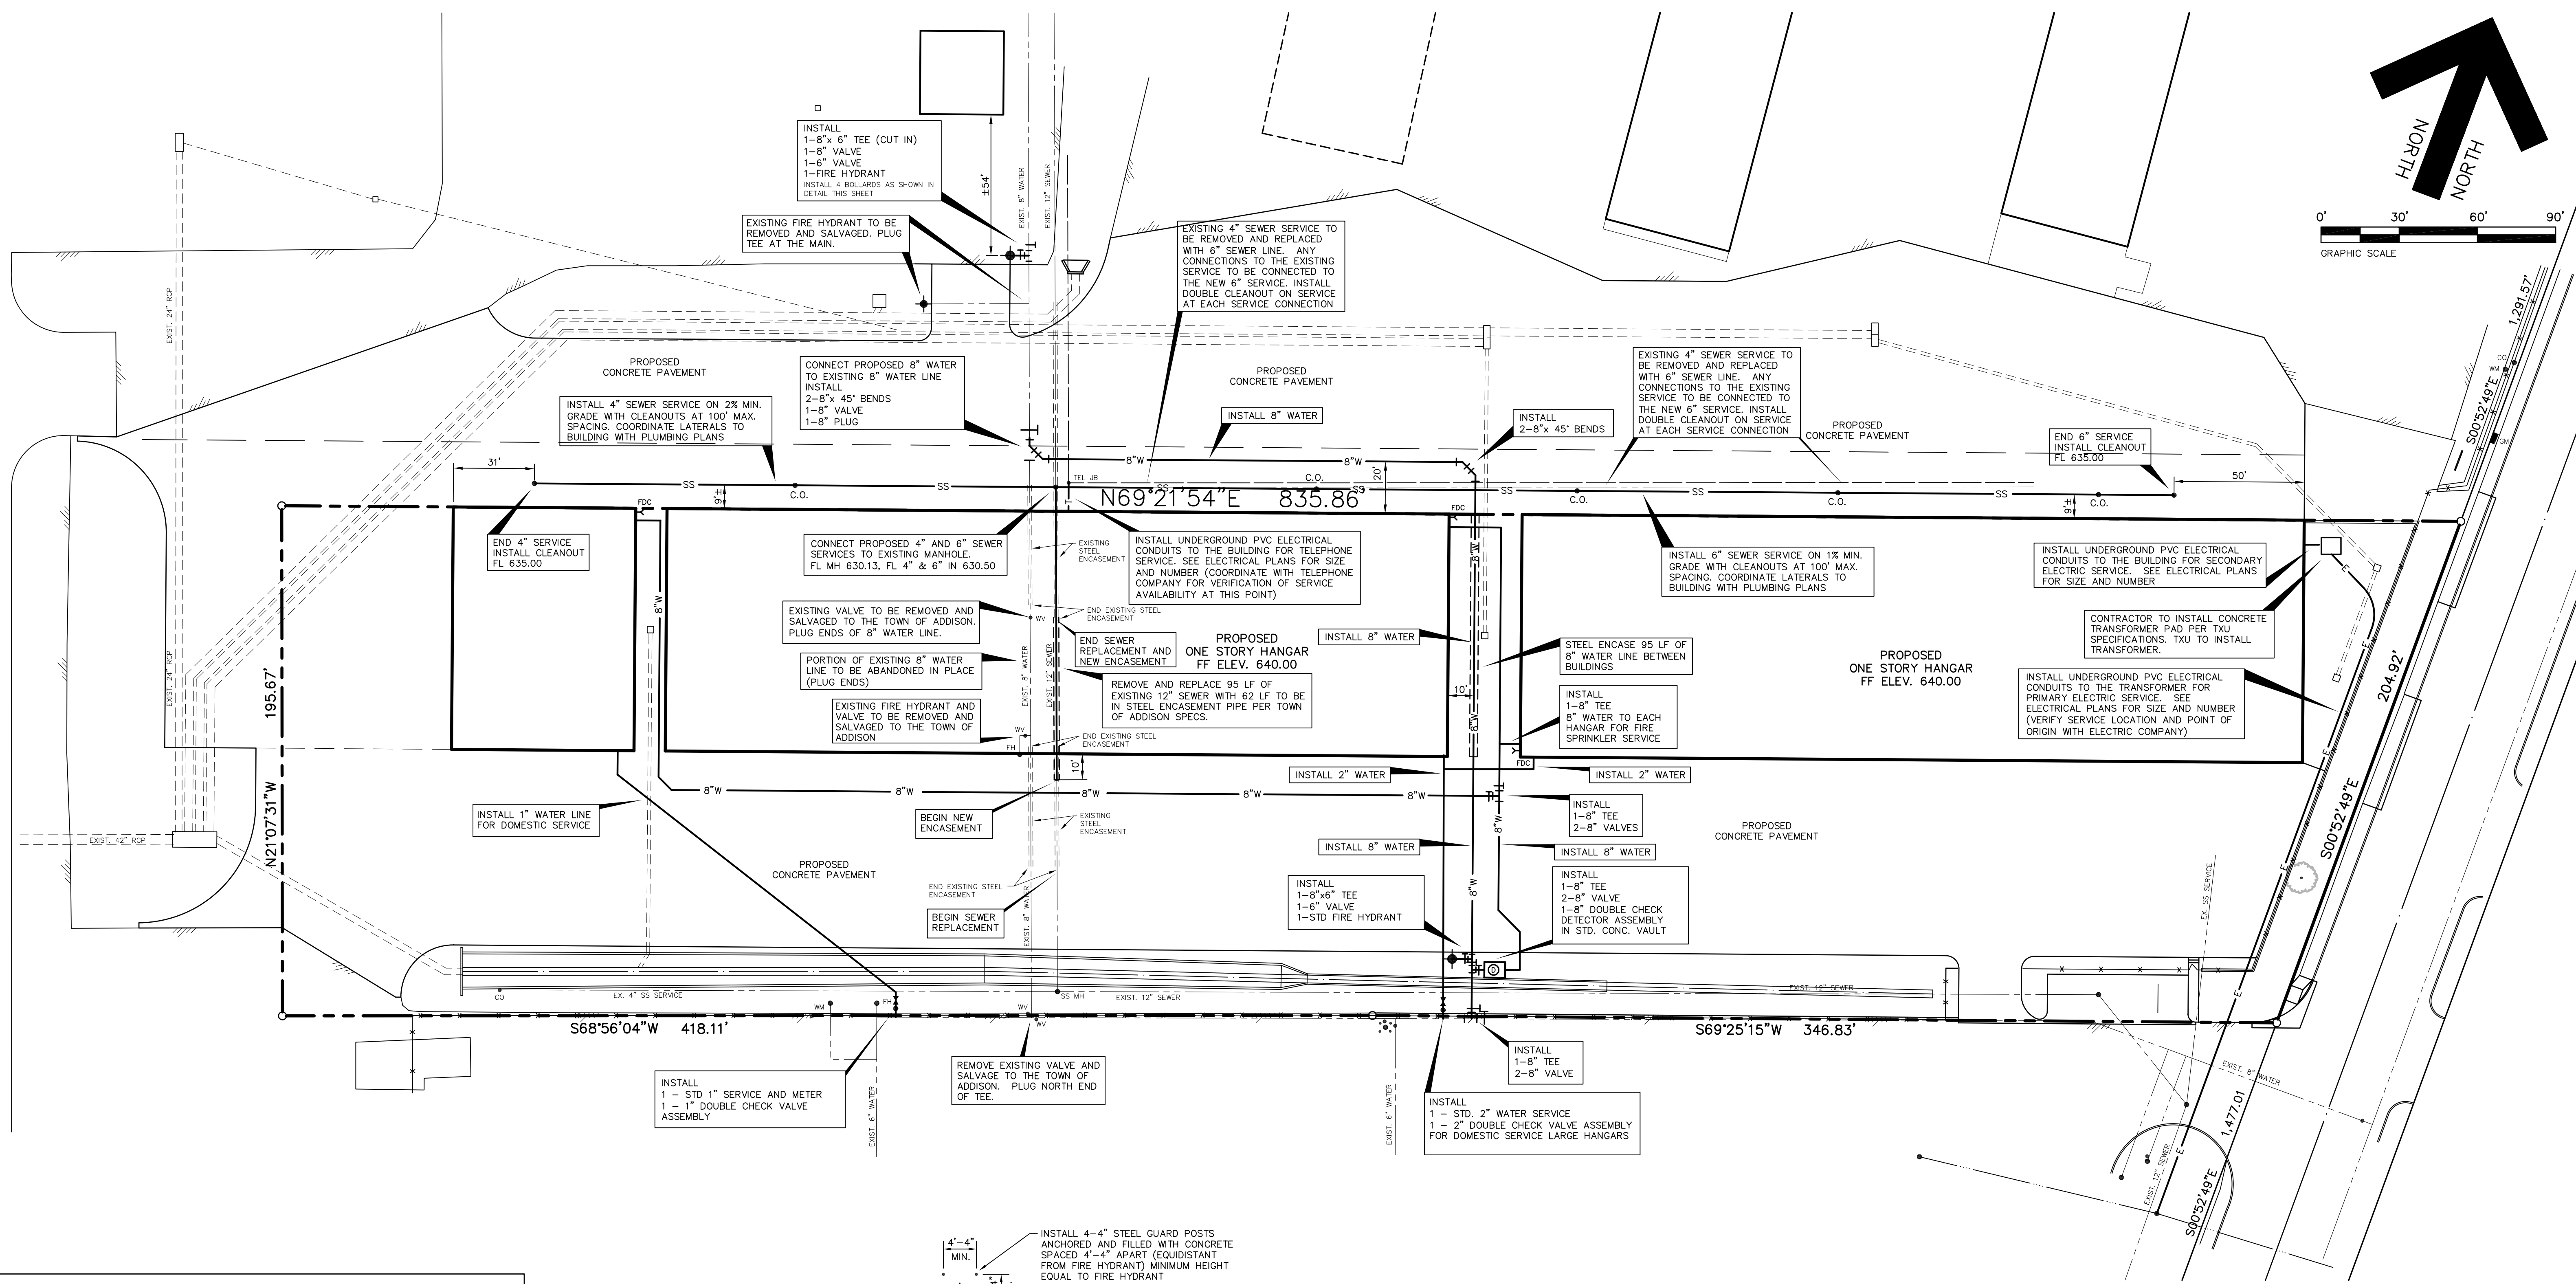 INSTALL
1-8"x 6" TEE (CUT IN)
1-8" VALVE
1-6" VALVE
1-FIRE HYDRANT
INSTALL 4 BOLLARDS AS SHOWN IN
DETAIL THIS SHEET
±54'
EXIST. 8" WATER
EXIST. 12" SEWER
NORTH
NORTH
0' 30' 60' 90'
GRAPHIC SCALE
EXISTING FIRE HYDRANT TO BE
REMOVED AND SALVAGED. PLUG
TEE AT THE MAIN.
EXISTING 4" SEWER SERVICE TO
BE REMOVED AND REPLACED
WITH 6" SEWER LINE. ANY
CONNECTIONS TO THE EXISTING
SERVICE TO BE CONNECTED TO
THE NEW 6" SERVICE. INSTALL
DOUBLE CLEANOUT ON SERVICE
AT EACH SERVICE CONNECTION
EXIST. 24" RCP
PROPOSED
CONCRETE PAVEMENT
CONNECT PROPOSED 8" WATER
TO EXISTING 8" WATER LINE
INSTALL
2-8"x 45° BENDS
1-8" VALVE
1-8" PLUG
PROPOSED
CONCRETE PAVEMENT
EXISTING 4" SEWER SERVICE TO
BE REMOVED AND REPLACED
WITH 6" SEWER LINE. ANY
CONNECTIONS TO THE EXISTING
SERVICE TO BE CONNECTED TO
THE NEW 6" SERVICE. INSTALL
DOUBLE CLEANOUT ON SERVICE
AT EACH SERVICE CONNECTION
1,291.57'
CO
WM
S00°52'49"E
GM
INSTALL 4" SEWER SERVICE ON 2% MIN.
GRADE WITH CLEANOUTS AT 100' MAX.
SPACING. COORDINATE LATERALS TO
BUILDING WITH PLUMBING PLANS
INSTALL 8" WATER
INSTALL
2-8"x 45° BENDS
PROPOSED
CONCRETE PAVEMENT
END 6" SERVICE
INSTALL CLEANOUT
FL 635.00
31'
8"W
8"W
20'
50'
SS
C.O.
SS
TEL JB
SS
C.O.
SS
SS
C.O.
SS
C.O.
SS
C.O.
9'±
9'±
N69°21'54"E 835.86'
T
FDC
FDC
END 4" SERVICE
INSTALL CLEANOUT
FL 635.00
CONNECT PROPOSED 4" AND 6" SEWER
SERVICES TO EXISTING MANHOLE.
FL MH 630.13, FL 4" & 6" IN 630.50
EXISTING
STEEL
ENCASEMENT
INSTALL UNDERGROUND PVC ELECTRICAL
CONDUITS TO THE BUILDING FOR TELEPHONE
SERVICE. SEE ELECTRICAL PLANS FOR SIZE
AND NUMBER (COORDINATE WITH TELEPHONE
COMPANY FOR VERIFICATION OF SERVICE
AVAILABILITY AT THIS POINT)
8"W
INSTALL 6" SEWER SERVICE ON 1% MIN.
GRADE WITH CLEANOUTS AT 100' MAX.
SPACING. COORDINATE LATERALS TO
BUILDING WITH PLUMBING PLANS
INSTALL UNDERGROUND PVC ELECTRICAL
CONDUITS TO THE BUILDING FOR SECONDARY
ELECTRIC SERVICE. SEE ELECTRICAL PLANS
FOR SIZE AND NUMBER
E
8"W
EXISTING VALVE TO BE REMOVED AND
SALVAGED TO THE TOWN OF ADDISON.
PLUG ENDS OF 8" WATER LINE.
WV
END EXISTING STEEL
ENCASEMENT
END SEWER
REPLACEMENT AND
NEW ENCASEMENT
PROPOSED
ONE STORY HANGAR
FF ELEV. 640.00
INSTALL 8" WATER
STEEL ENCASE 95 LF OF
8" WATER LINE BETWEEN
BUILDINGS
PROPOSED
ONE STORY HANGAR
FF ELEV. 640.00
CONTRACTOR TO INSTALL CONCRETE
TRANSFORMER PAD PER TXU
SPECIFICATIONS. TXU TO INSTALL
TRANSFORMER.
E
PORTION OF EXISTING 8" WATER
LINE TO BE ABANDONED IN PLACE
(PLUG ENDS)
EXIST. 8" WATER
EXIST. 12" SEWER
REMOVE AND REPLACE 95 LF OF
EXISTING 12" SEWER WITH 62 LF TO BE
IN STEEL ENCASEMENT PIPE PER TOWN
OF ADDISON SPECS.
10'
8"W
INSTALL
1-8" TEE
8" WATER TO EACH
HANGAR FOR FIRE
SPRINKLER SERVICE
INSTALL UNDERGROUND PVC ELECTRICAL
CONDUITS TO THE TRANSFORMER FOR
PRIMARY ELECTRIC SERVICE. SEE
ELECTRICAL PLANS FOR SIZE AND NUMBER
(VERIFY SERVICE LOCATION AND POINT OF
ORIGIN WITH ELECTRIC COMPANY)
204.92'
195.67'
EXIST. 24" RCP
EXISTING FIRE HYDRANT AND
VALVE TO BE REMOVED AND
SALVAGED TO THE TOWN OF
ADDISON
WV
FH
END EXISTING STEEL
ENCASEMENT
10'
FDC
E
INSTALL 2" WATER
INSTALL 2" WATER
N21°07'31"W
S00°52'49"E
8"W
8"W
8"W
8"W
8"W
INSTALL 1" WATER LINE
FOR DOMESTIC SERVICE
BEGIN NEW
ENCASEMENT
EXISTING
STEEL
ENCASEMENT
INSTALL
1-8" TEE
2-8" VALVES
8"W
PROPOSED
CONCRETE PAVEMENT
EXIST. 42" RCP
INSTALL 8" WATER
INSTALL 8" WATER
PROPOSED
CONCRETE PAVEMENT
END EXISTING STEEL
ENCASEMENT
8"W
INSTALL
1-8"x6" TEE
1-6" VALVE
1-STD FIRE HYDRANT
INSTALL
1-8" TEE
2-8" VALVE
1-8" DOUBLE CHECK
DETECTOR ASSEMBLY
IN STD. CONC. VAULT
E
EX. SS SERVICE
BEGIN SEWER
REPLACEMENT
EXIST. 8" WATER
D
CO
EX. 4" SS SERVICE
WM
FH
WV
SS MH
EXIST. 12" SEWER
EXIST. 12" SEWER
E
WV
S68°56'04"W 418.11'
S69°25'15"W 346.83'
INSTALL
1 - STD 1" SERVICE AND METER
1 - 1" DOUBLE CHECK VALVE
ASSEMBLY
EXIST. 6" WATER
REMOVE EXISTING VALVE AND
SALVAGE TO THE TOWN OF
ADDISON. PLUG NORTH END
OF TEE.
EXIST. 6" WATER
INSTALL
1-8" TEE
2-8" VALVE
INSTALL
1 - STD. 2" WATER SERVICE
1 - 2" DOUBLE CHECK VALVE ASSEMBLY
FOR DOMESTIC SERVICE LARGE HANGARS
EXIST. 8" WATER
1,477.01
E
EXIST. 12" SEWER
S00°52'49"E
4'-4"
MIN.
INSTALL 4-4" STEEL GUARD POSTS
ANCHORED AND FILLED WITH CONCRETE
SPACED 4'-4" APART (EQUIDISTANT
FROM FIRE HYDRANT) MINIMUM HEIGHT
EQUAL TO FIRE HYDRANT